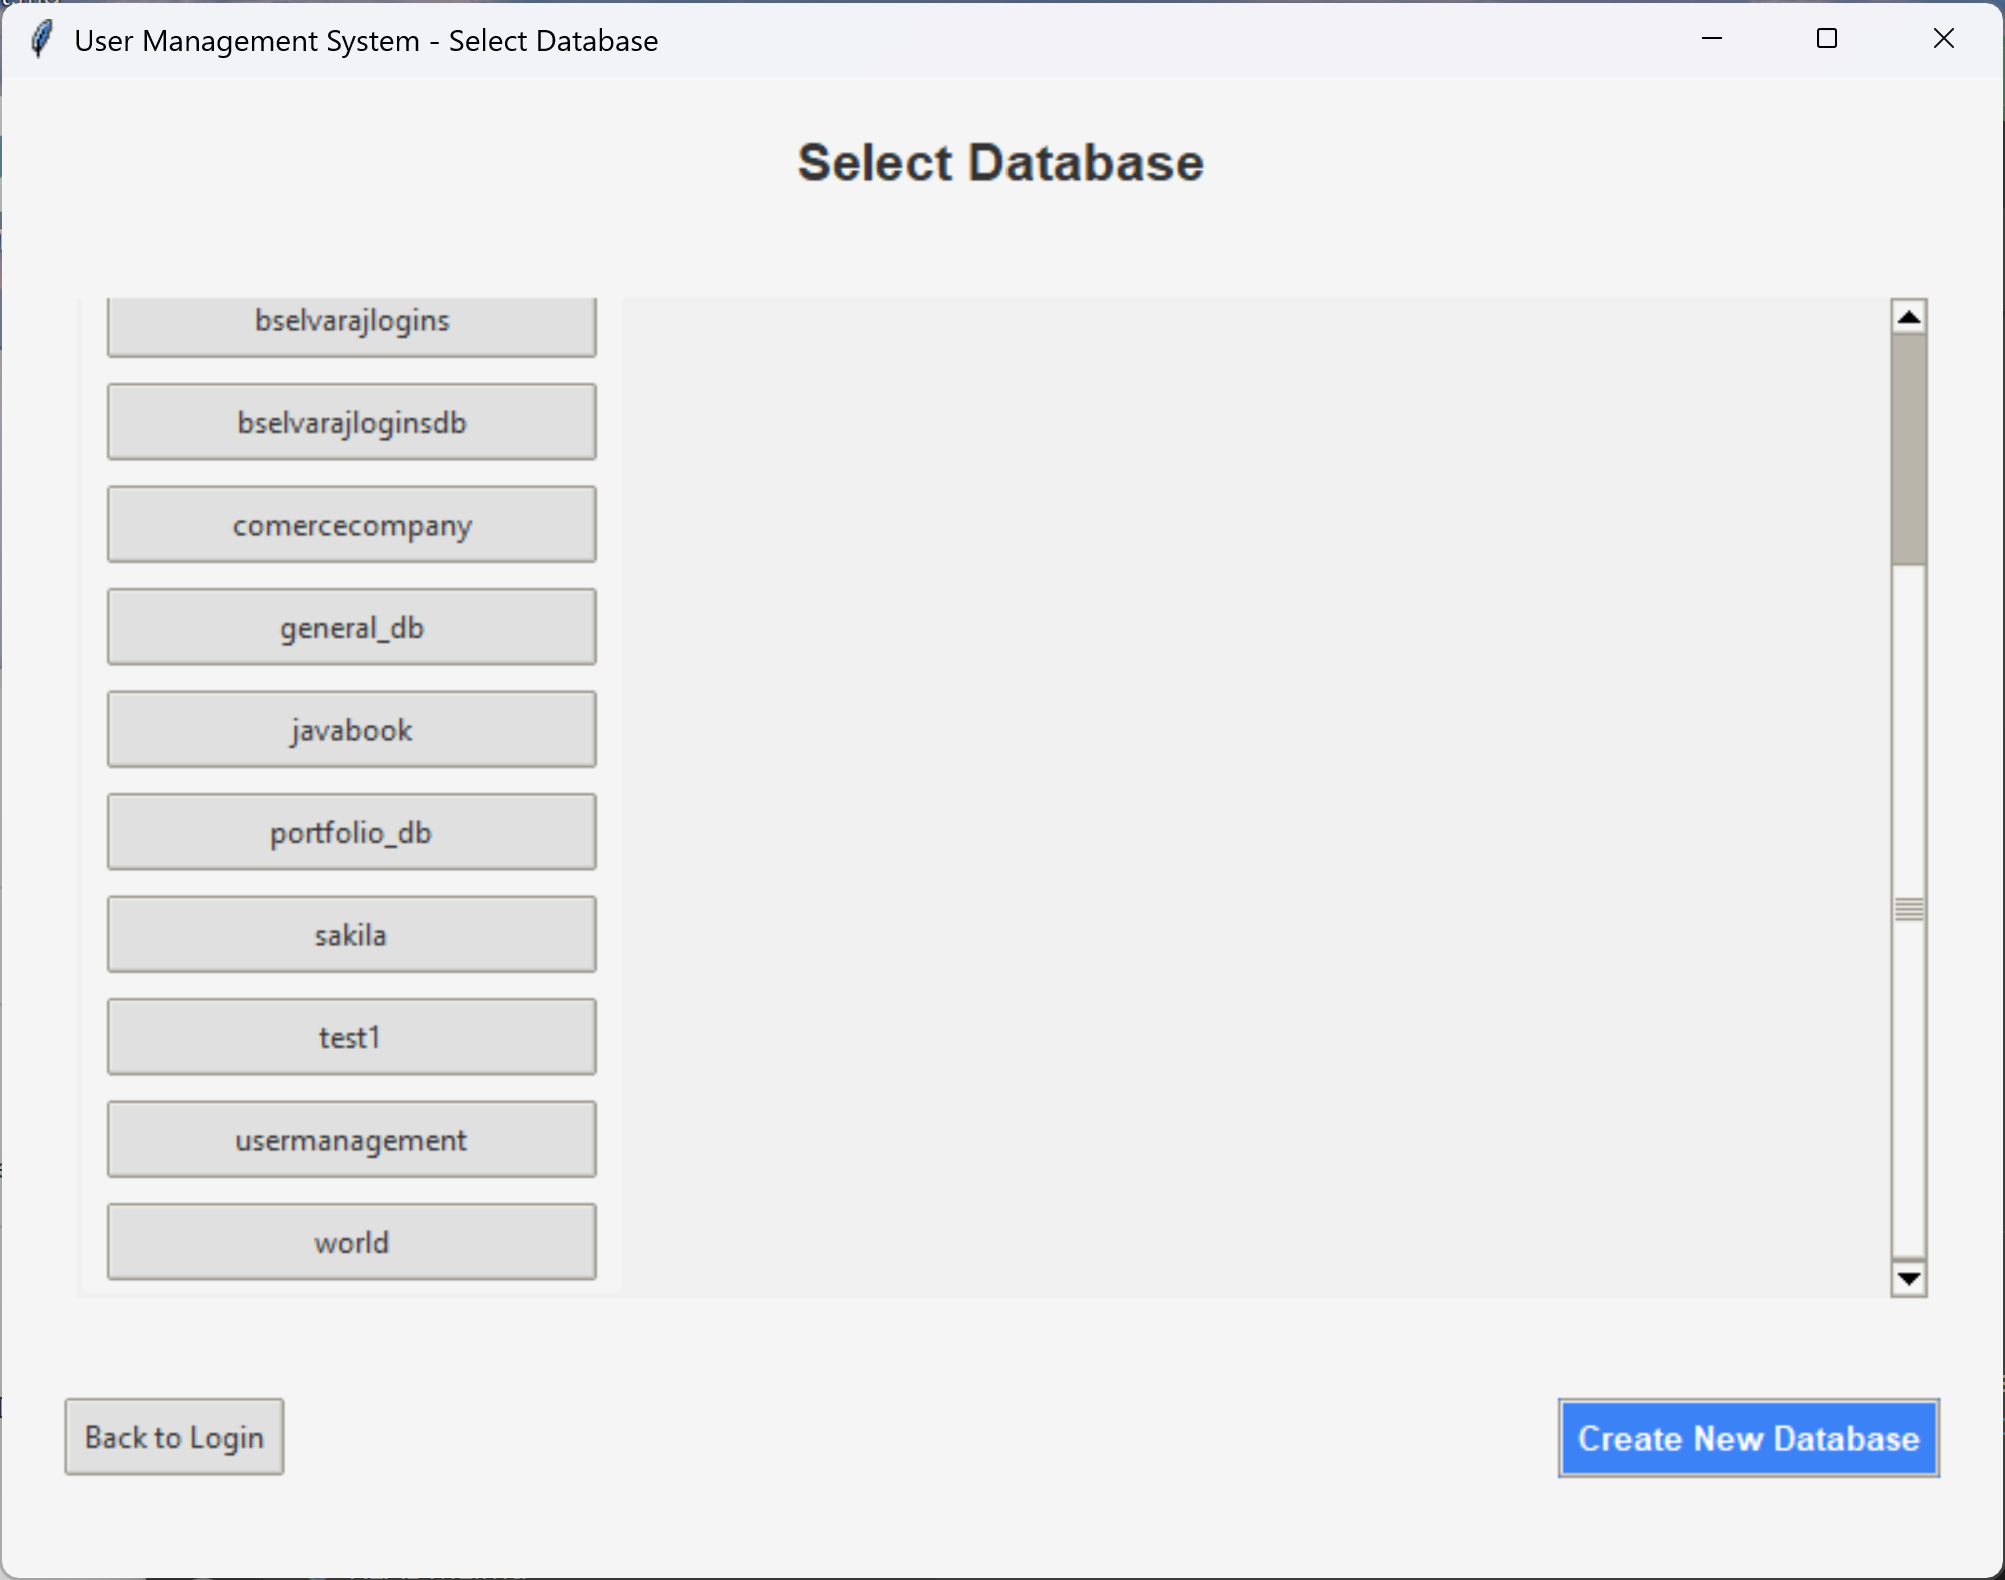 User Management System - Select Database
Select Database
bselvarajlogins
bselvarajloginsdb
comercecompany
general_db
javabook
portfolio_db
sakila
test1
usermanagement
world
Back to Login
Create New Database